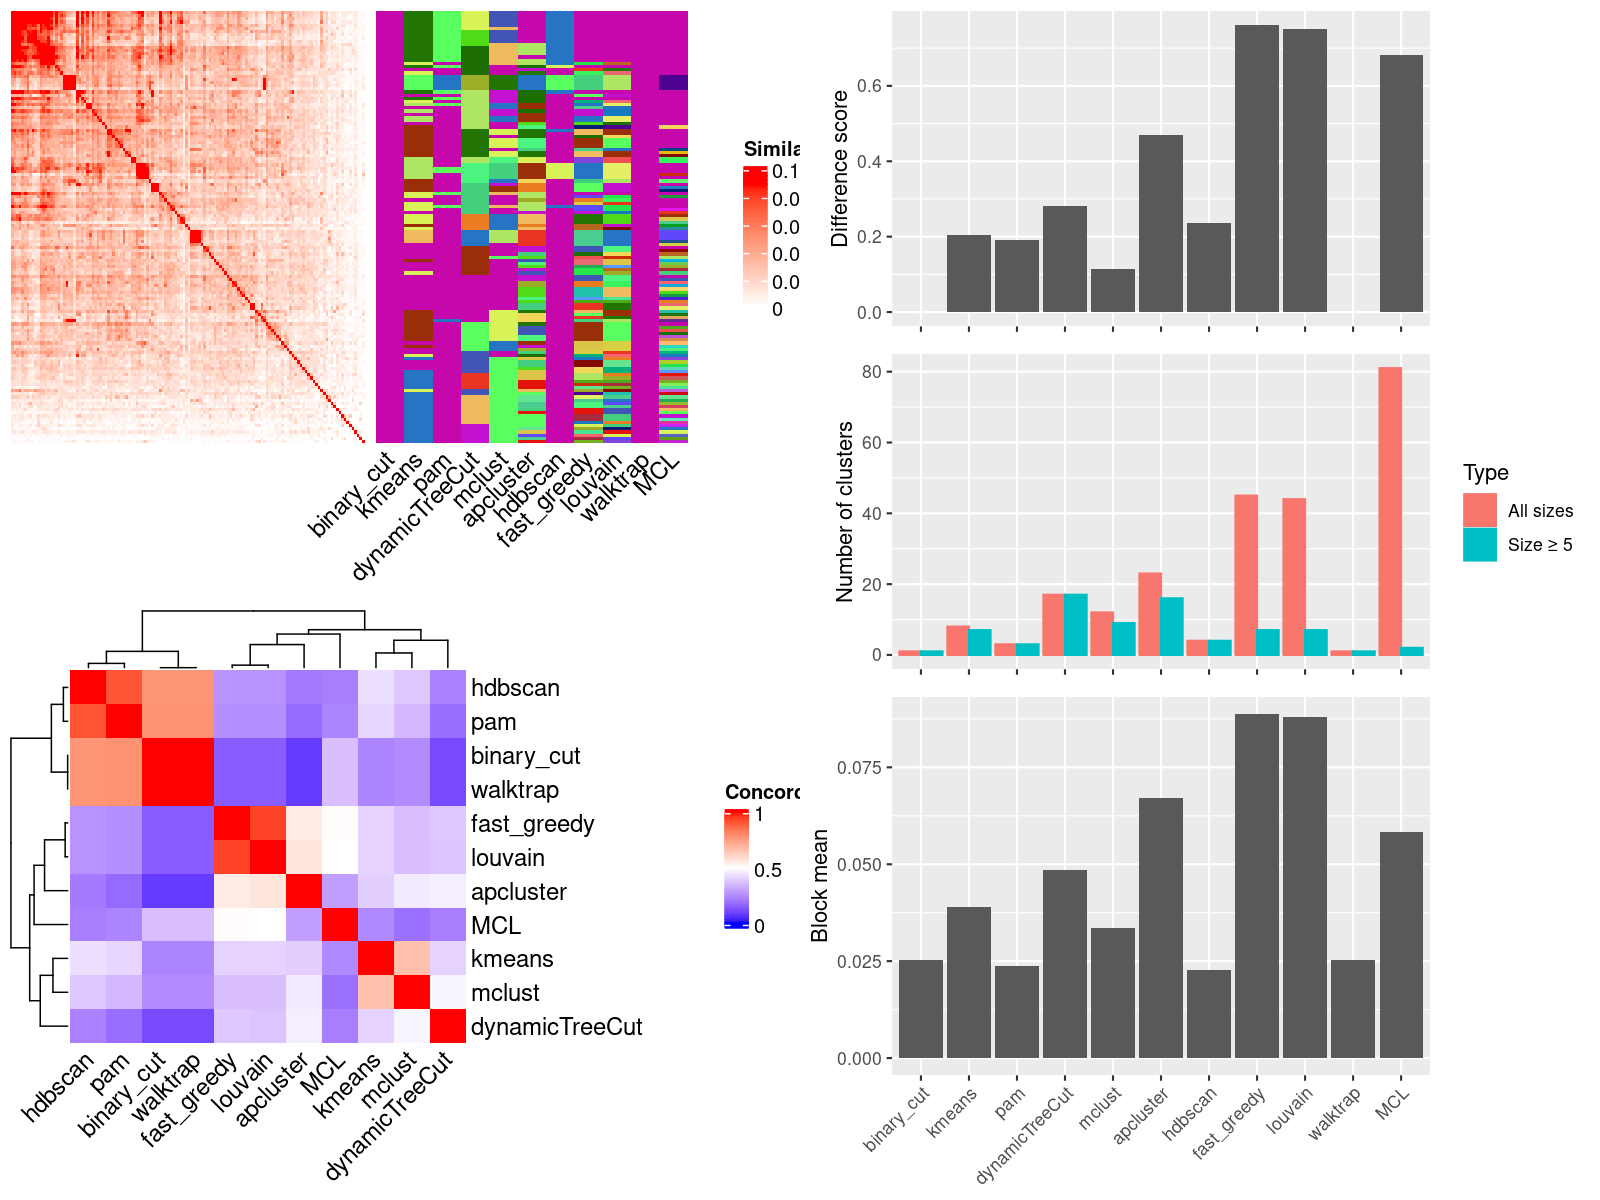 Simila
0.1
0.0
0.0
0.0
0
binary_cut
kmeans
pam
dynamicTreeCut
mclust
apcluster
hdbscan
fast_greedy
louvain
walktrap
MCL
hdbscan
pam
binary_cut
walktrap
fast_greedy
louvain
apcluster
MCL
kmeans
mclust
dynamicTreeCut
hdbscan
pam
binary_cut
walktrap
fast_greedy
louvain
apcluster
MCL
kmeans
mclust
dynamicTreeCut
Concord
1
0.5
0
Difference score
0.6
0.4
0.2
0.0
Number of clusters
80
60
40
20
0
Type
All sizes
Size ≥ 5
Block mean
0.075
0.050
0.025
0.000
binary_cut
kmeans
pam
dynamicTreeCut
mclust
apcluster
hdbscan
fast_greedy
louvain
walktrap
MCL